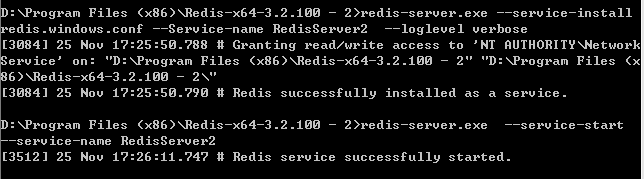 D:\Program Files (x86)\Redis-x64-3.2.100 - 2>redis-server.exe --service-install
redis.windows.conf --Service-name RedisServer2  --loglevel verbose
[3084] 25 Nov 17:25:50.788 # Granting read/write access to 'NT AUTHORITY\Network
Service' on: "D:\Program Files (x86)\Redis-x64-3.2.100 - 2" "D:\Program Files (x
86)\Redis-x64-3.2.100 - 2\"
[3084] 25 Nov 17:25:50.790 # Redis successfully installed as a service.
D:\Program Files (x86)\Redis-x64-3.2.100 - 2>redis-server.exe  --service-start
--service-name RedisServer2
[3512] 25 Nov 17:26:11.747 # Redis service successfully started.